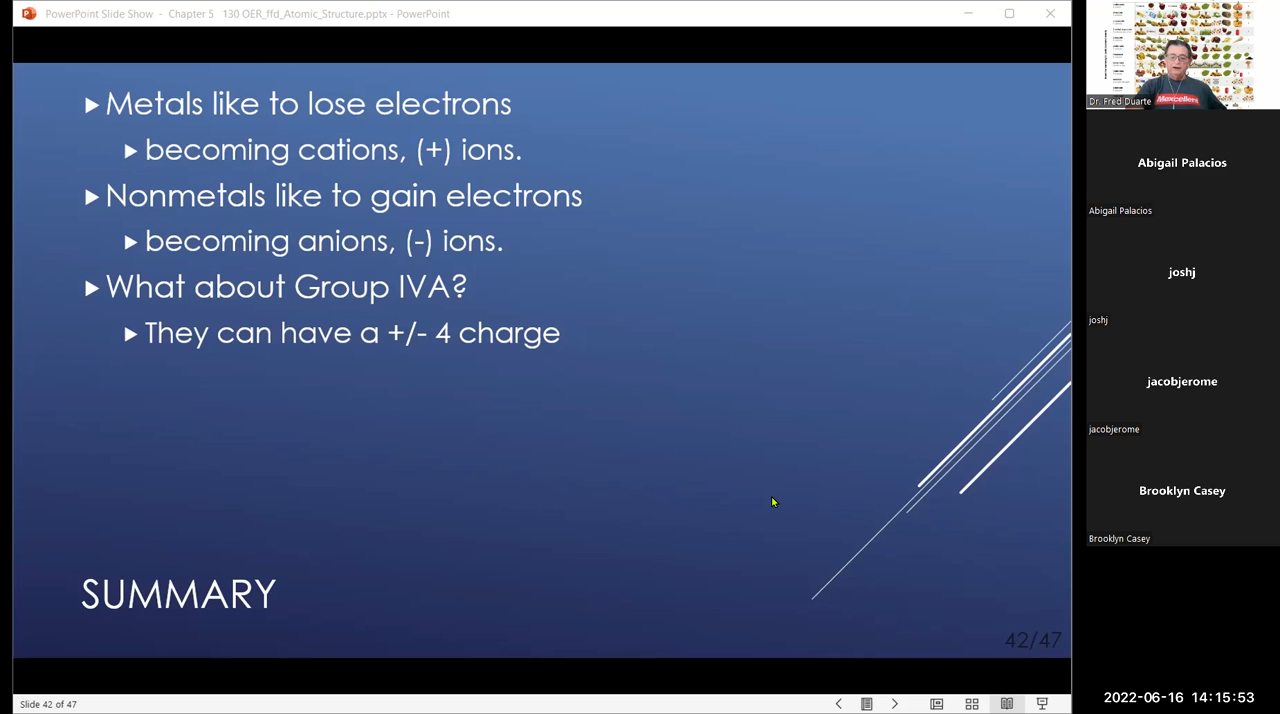 PowerPoint Slide Show - Chapter 5 130 OER_ffd_Atomic_Structure.pptx - PowerPoint
Metals like to lose electrons
becoming cations, (+) ions.
Nonmetals like to gain electrons
becoming anions, (-) ions.
What about Group IVA?
They can have a +/- 4 charge
SUMMARY
42/47
Slide 42 of 47
Dr. Fred Duarte
Mexcellent
Abigail Palacios
Abigail Palacios
joshj
joshj
jacobjerome
jacobjerome
Brooklyn Casey
Brooklyn Casey
2022-06-16 14:15:53